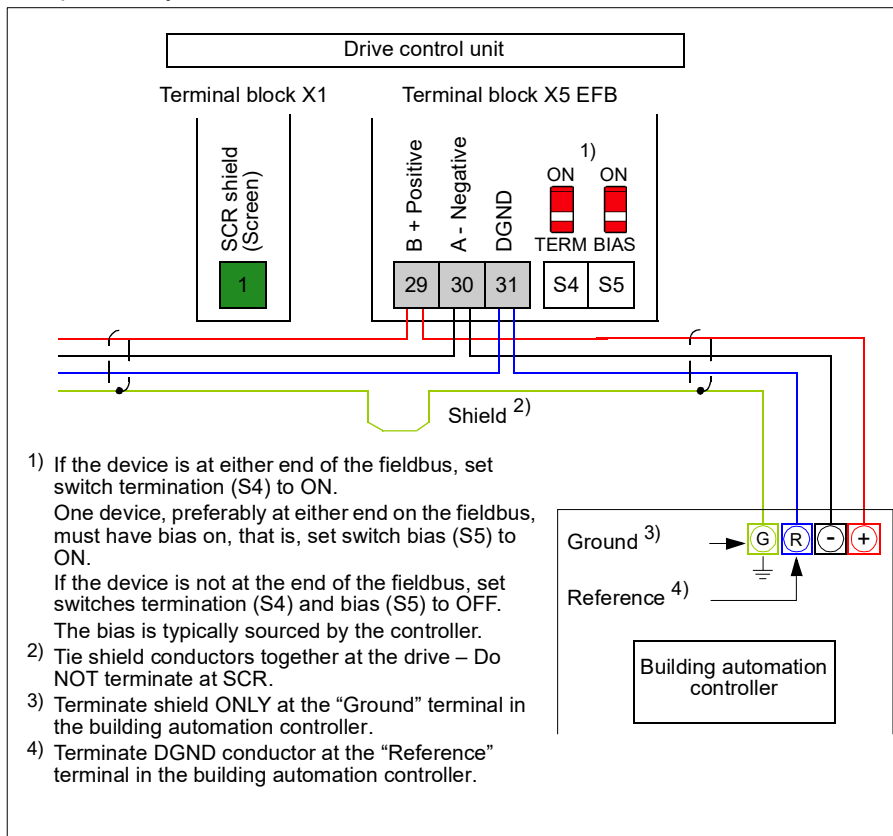 Drive control unit
Terminal block X1
Terminal block X5 EFB
SCR shield
(Screen)
B + Positive
A - Negative
DGND
1)
ON ON
TERM BIAS
1
29 30 31 S4 S5
Shield 2)
1) If the device is at either end of the fieldbus, set
switch termination (S4) to ON.
One device, preferably at either end on the fieldbus,
must have bias on, that is, set switch bias (S5) to
ON.
If the device is not at the end of the fieldbus, set
switches termination (S4) and bias (S5) to OFF.
The bias is typically sourced by the controller.
2) Tie shield conductors together at the drive – Do
NOT terminate at SCR.
3) Terminate shield ONLY at the “Ground” terminal in
the building automation controller.
4) Terminate DGND conductor at the “Reference”
terminal in the building automation controller.
Ground 3)
G R - +
Reference 4)
Building automation
controller